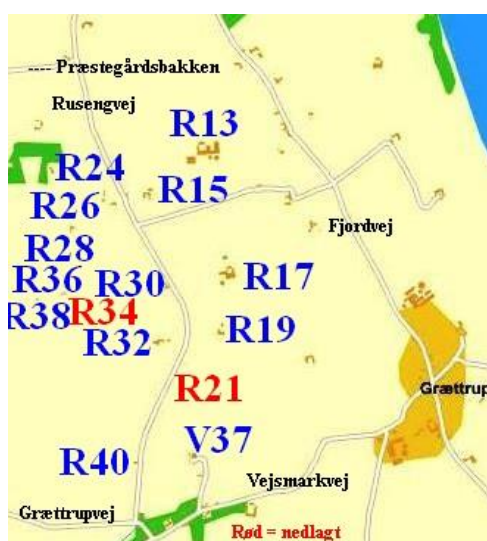 ---- Præstegårdsbakken
Rusengvej
R13
R24
R15
R26
Fjordvej
R28
R36
R30
R17
R38
R34
R32
R19
R21
Grættrup
V37
R40
Vejsmarkvej
Grættrupvej
Rød = nedlagt